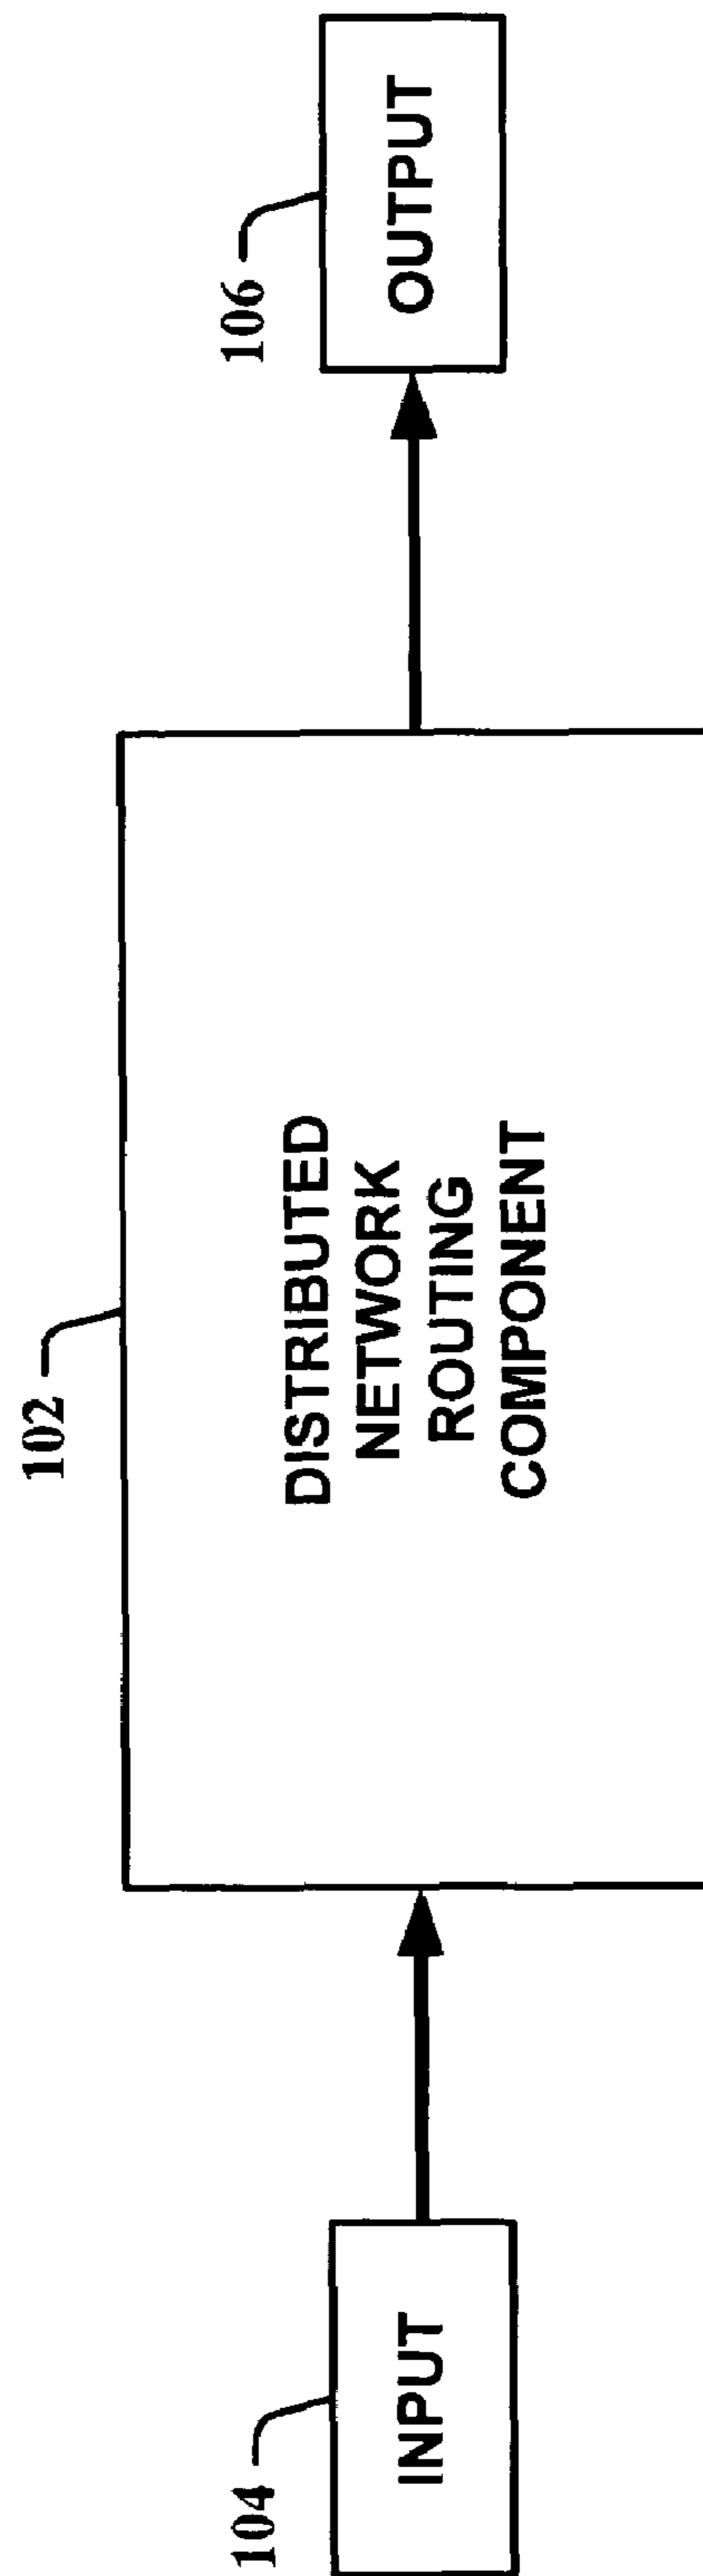 102
104
INPUT
DISTRIBUTED
NETWORK
ROUTING
COMPONENT
106
OUTPUT